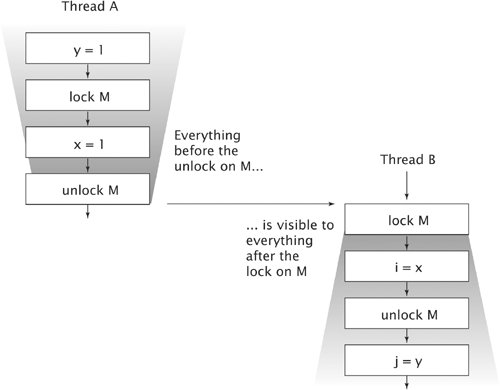 Thread A
y = 1
lock M
x = 1
unlock M
Everything
before the
unlock on M...
Thread B
lock M
... is visible to
everything
after the
lock on M
i = x
unlock M
j = y